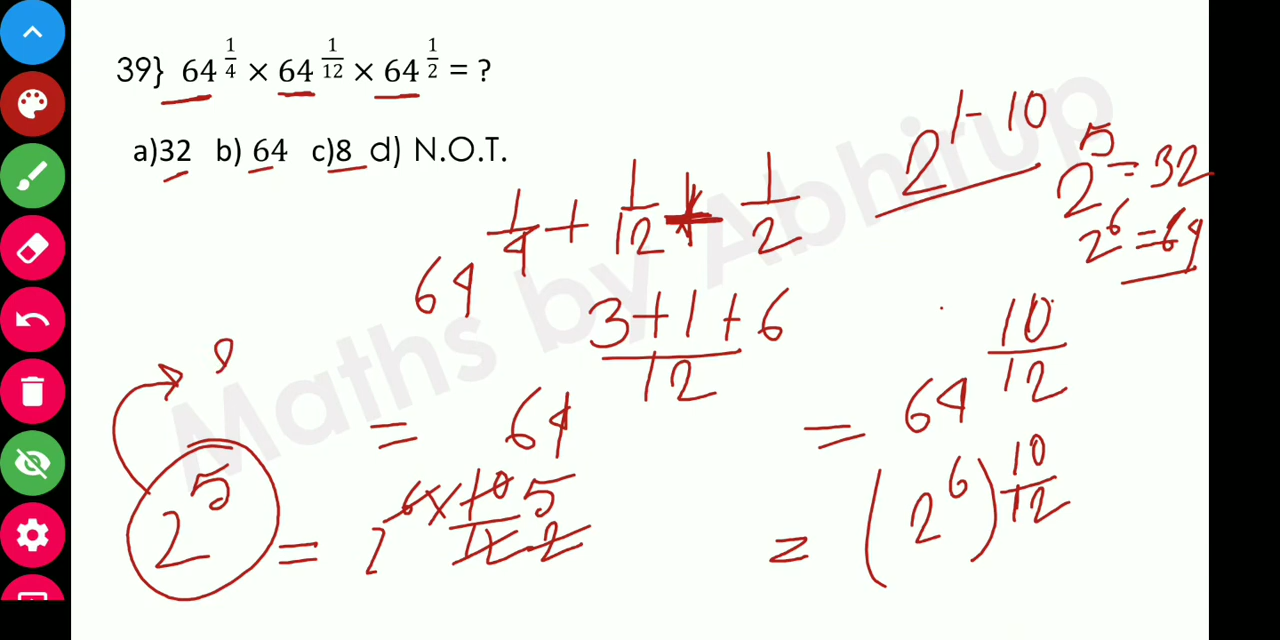 39} 64^(1/4) × 64^(1/12) × 64^(1/2) = ?
a)32 b) 64 c)8 d) N.O.T.
2^(1-10)
2^5 = 32
2^6 = 64
64^(1/4 + 1/12 + 1/2)
= 64^((3+1+6)/12) = 64^(10/12)
= (2^6)^(10/12)
= 2^(6 × 10/12) 5 2
2^5
Maths by Abhirup